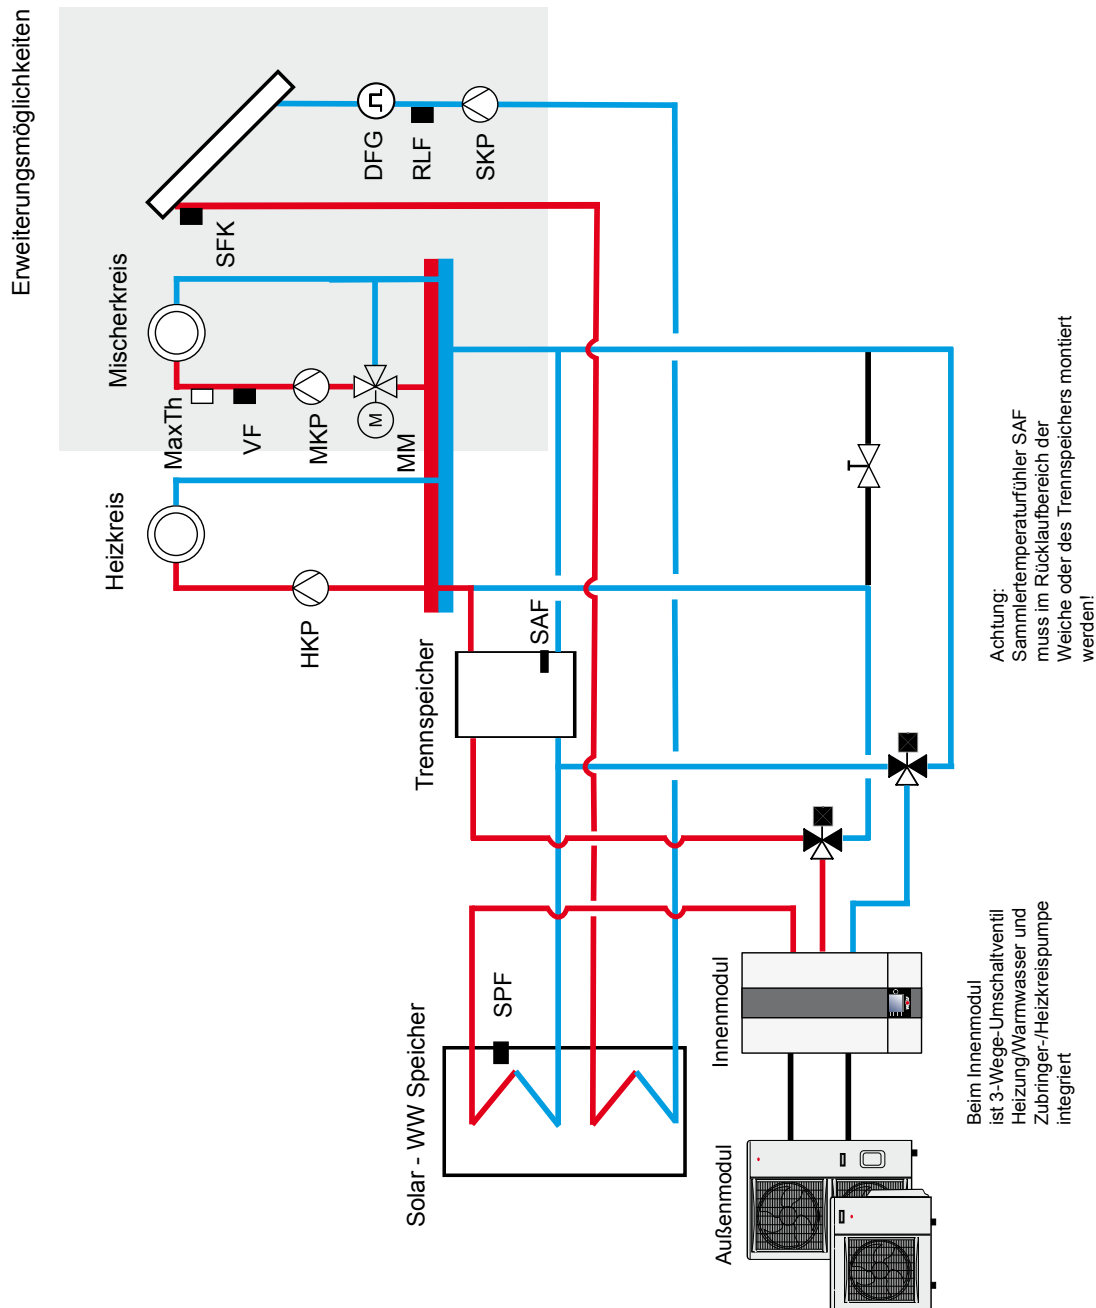 Erweiterungsmöglichkeiten
Heizkreis
Mischerkreis
MaxTh
VF
MKP
MM
M
SFK
DFG
RLF
SKP
HKP
Trennspeicher
SAF
Solar - WW Speicher
SPF
Außenmodul
Innenmodul
Beim Innenmodul
ist 3-Wege-Umschaltventil
Heizung/Warmwasser und
Zubringer-/Heizkreispumpe
integriert
Achtung:
Sammlertemperaturfühler SAF
muss im Rücklaufbereich der
Weiche oder des Trennspeichers montiert
werden!